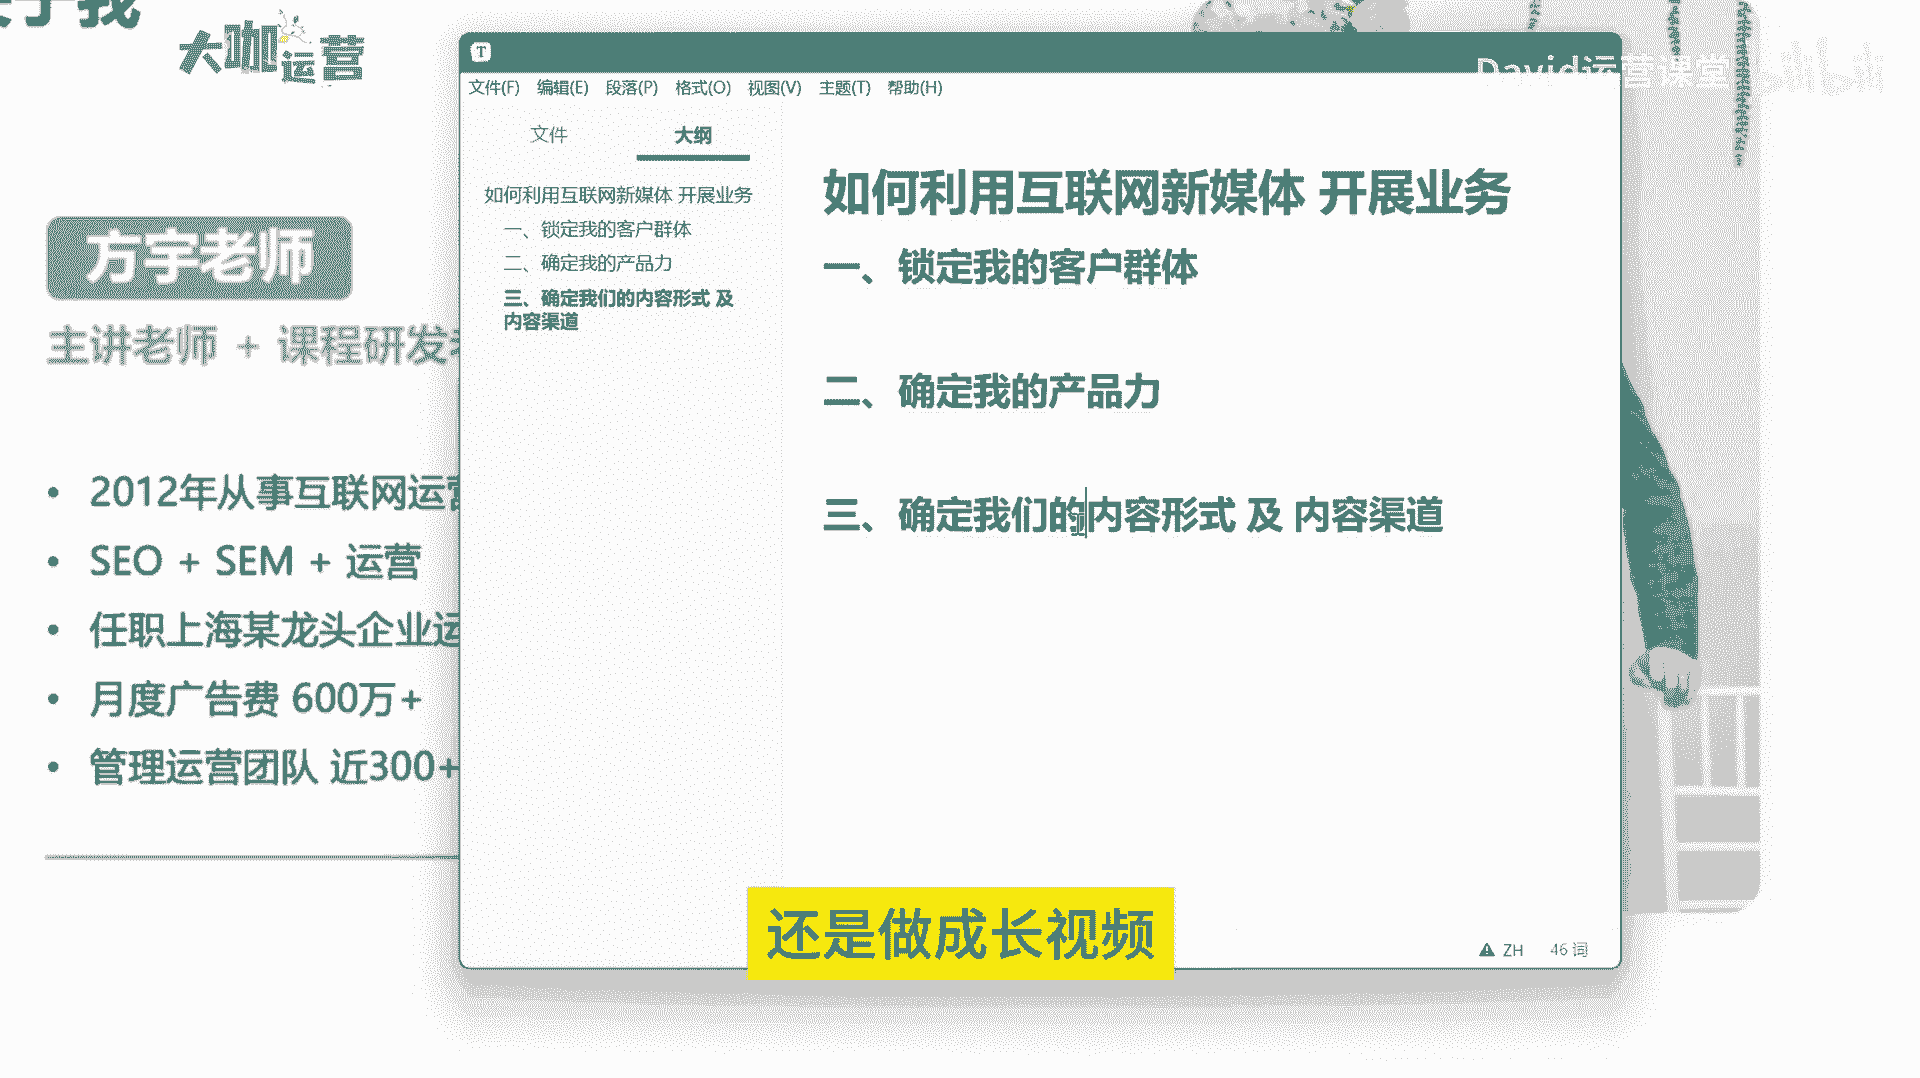 大咖运营
David运营课堂
方宇老师
主讲老师 + 课程研发
2012年从事互联网运营
SEO + SEM + 运营
任职上海某龙头企业运
月度广告费 600万+
管理运营团队 近300+
文件(F) 编辑(E) 段落(P) 格式(O) 视图(V) 主题(T) 帮助(H)
文件 大纲
如何利用互联网新媒体 开展业务
一、锁定我的客户群体
二、确定我的产品力
三、确定我们的内容形式 及
内容渠道
如何利用互联网新媒体 开展业务
一、锁定我的客户群体
二、确定我的产品力
三、确定我们的内容形式 及 内容渠道
ZH 46 词
还是做成长视频